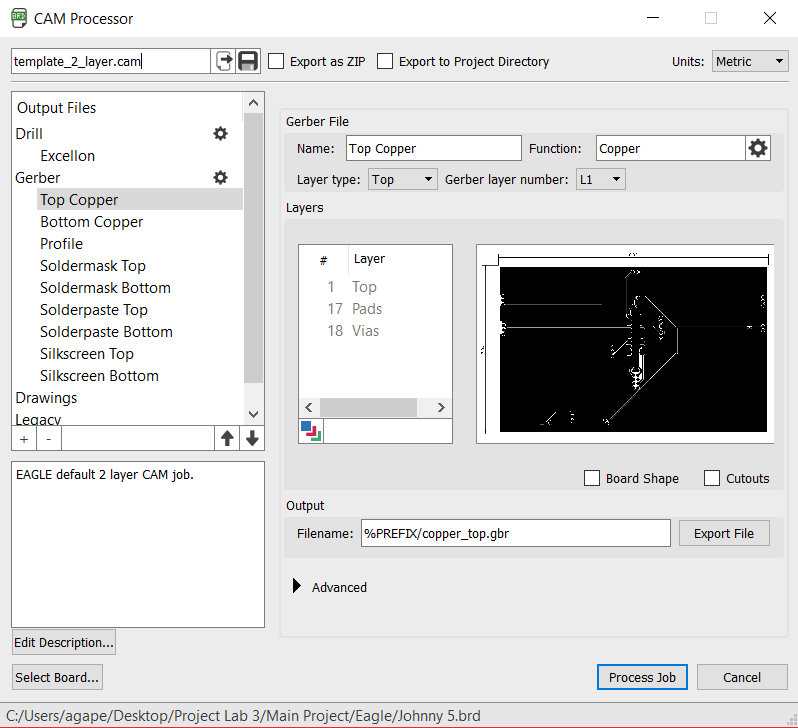 CAM Processor
template_2_layer.cam
Export as ZIP
Export to Project Directory
Units:
Metric
Output Files
Drill
Excellon
Gerber
Top Copper
Bottom Copper
Profile
Soldermask Top
Soldermask Bottom
Solderpaste Top
Solderpaste Bottom
Silkscreen Top
Silkscreen Bottom
Drawings
Legacy
+ -
EAGLE default 2 layer CAM job.
Edit Description...
Select Board...
Gerber File
Name: Top Copper Function: Copper
Layer type: Top Gerber layer number: L1
Layers
# Layer
1 Top
17 Pads
18 Vias
Board Shape Cutouts
Output
Filename: %PREFIX/copper_top.gbr Export File
Advanced
Process Job Cancel
C:/Users/agape/Desktop/Project Lab 3/Main Project/Eagle/Johnny 5.brd